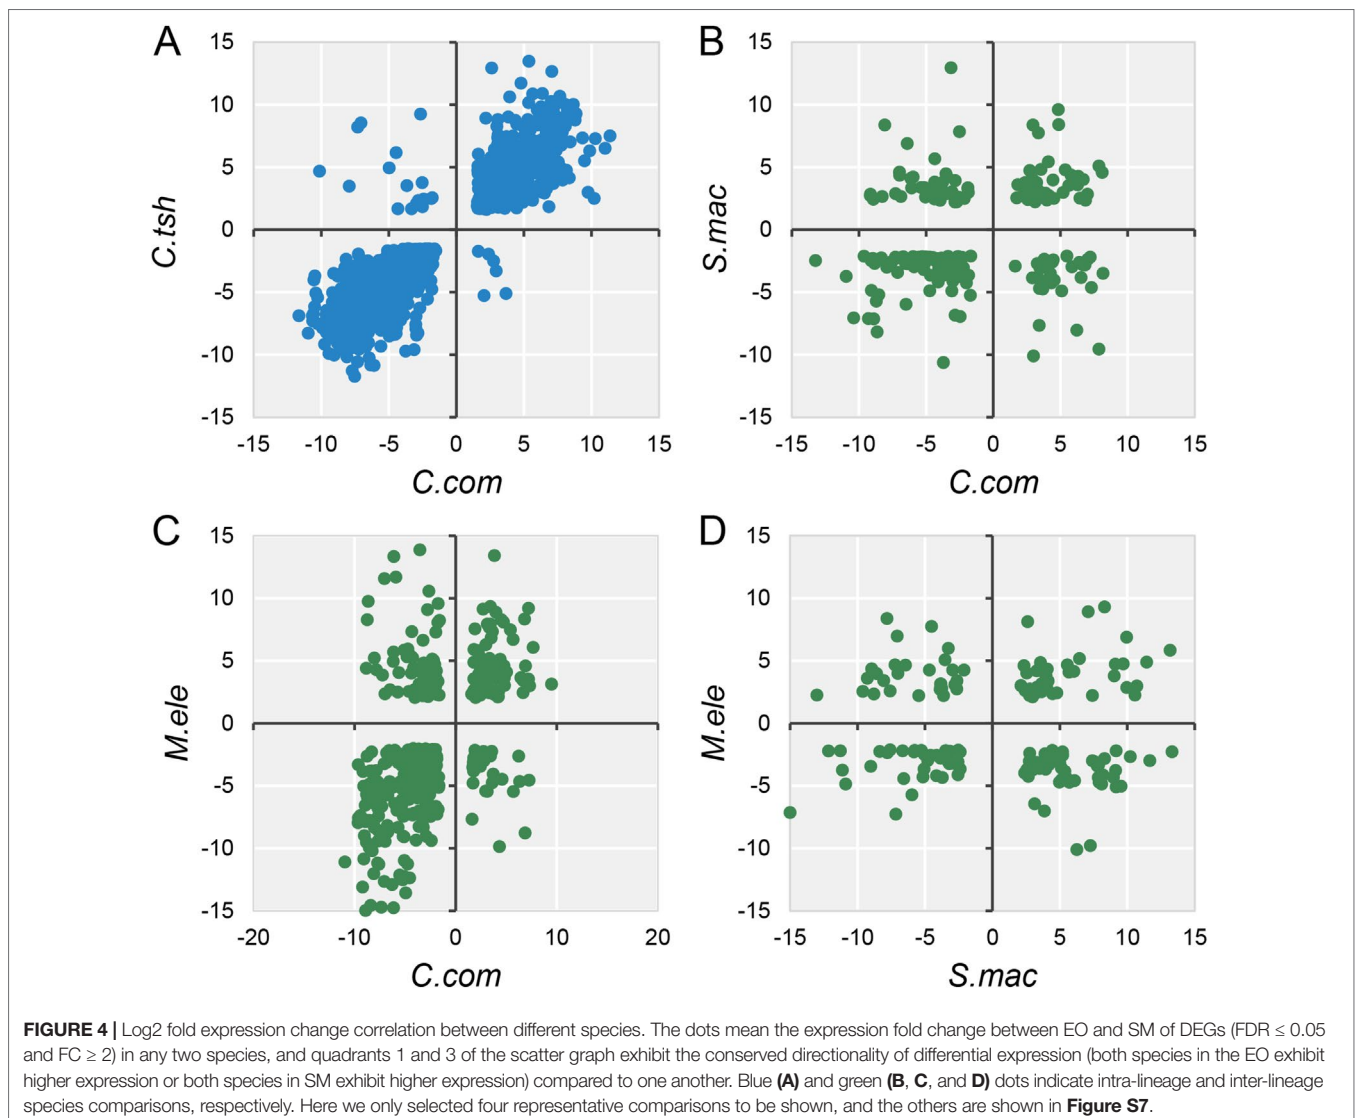 A
B
15
10
5
0
-5
-10
-15
C.tsh
-15 -10 -5 0 5 10 15
C.com
15
10
5
0
-5
-10
-15
S.mac
-15 -10 -5 0 5 10 15
C.com
C
D
15
10
5
0
-5
-10
-15
M.ele
-20 -10 0 10 20
C.com
15
10
5
0
-5
-10
-15
M.ele
-15 -10 -5 0 5 10 15
S.mac
FIGURE 4 | Log2 fold expression change correlation between different species. The dots mean the expression fold change between EO and SM of DEGs (FDR ≤ 0.05
and FC ≥ 2) in any two species, and quadrants 1 and 3 of the scatter graph exhibit the conserved directionality of differential expression (both species in the EO exhibit
higher expression or both species in SM exhibit higher expression) compared to one another. Blue (A) and green (B, C, and D) dots indicate intra-lineage and inter-lineage
species comparisons, respectively. Here we only selected four representative comparisons to be shown, and the others are shown in Figure S7.